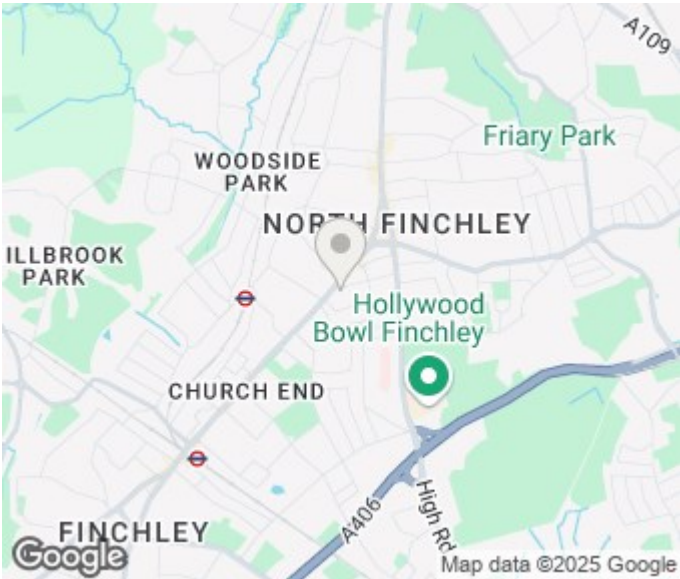 A109
Friary Park
WOODSIDE
PARK
NORTH FINCHLEY
ILLBROOK
PARK
Hollywood
Bowl Finchley
CHURCH END
High Rd
A406
FINCHLEY
Google
Map data ©2025 Google